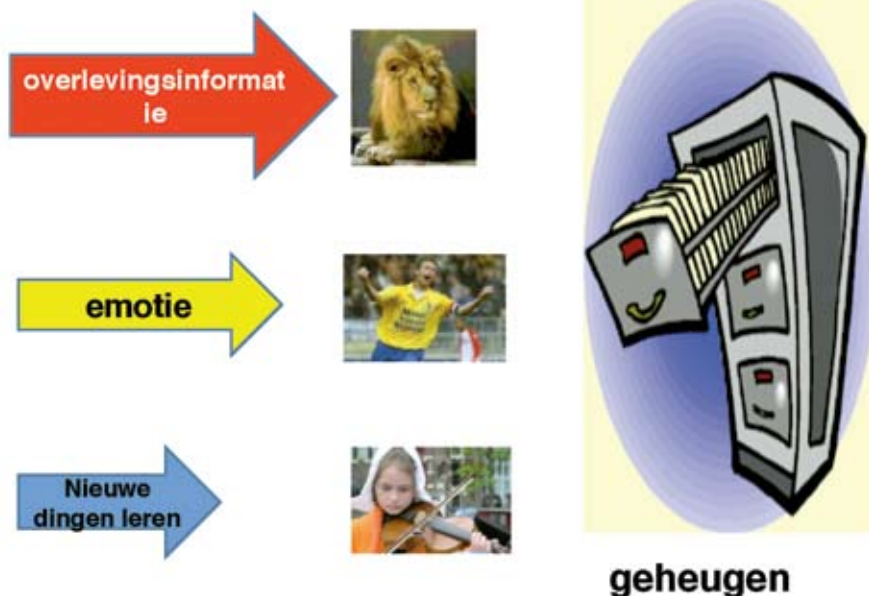 overlevingsinformat
ie
emotie
Nieuwe
dingen leren
geheugen